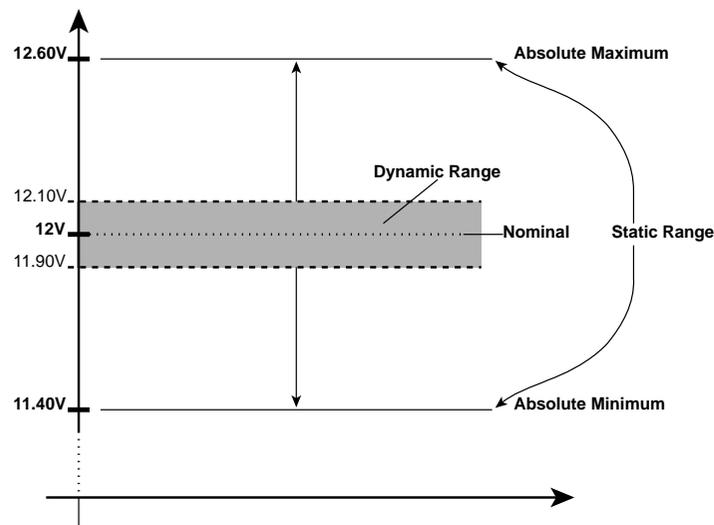 12.60V
Absolute Maximum
Dynamic Range
12.10V
12V
Nominal
Static Range
11.90V
11.40V
Absolute Minimum